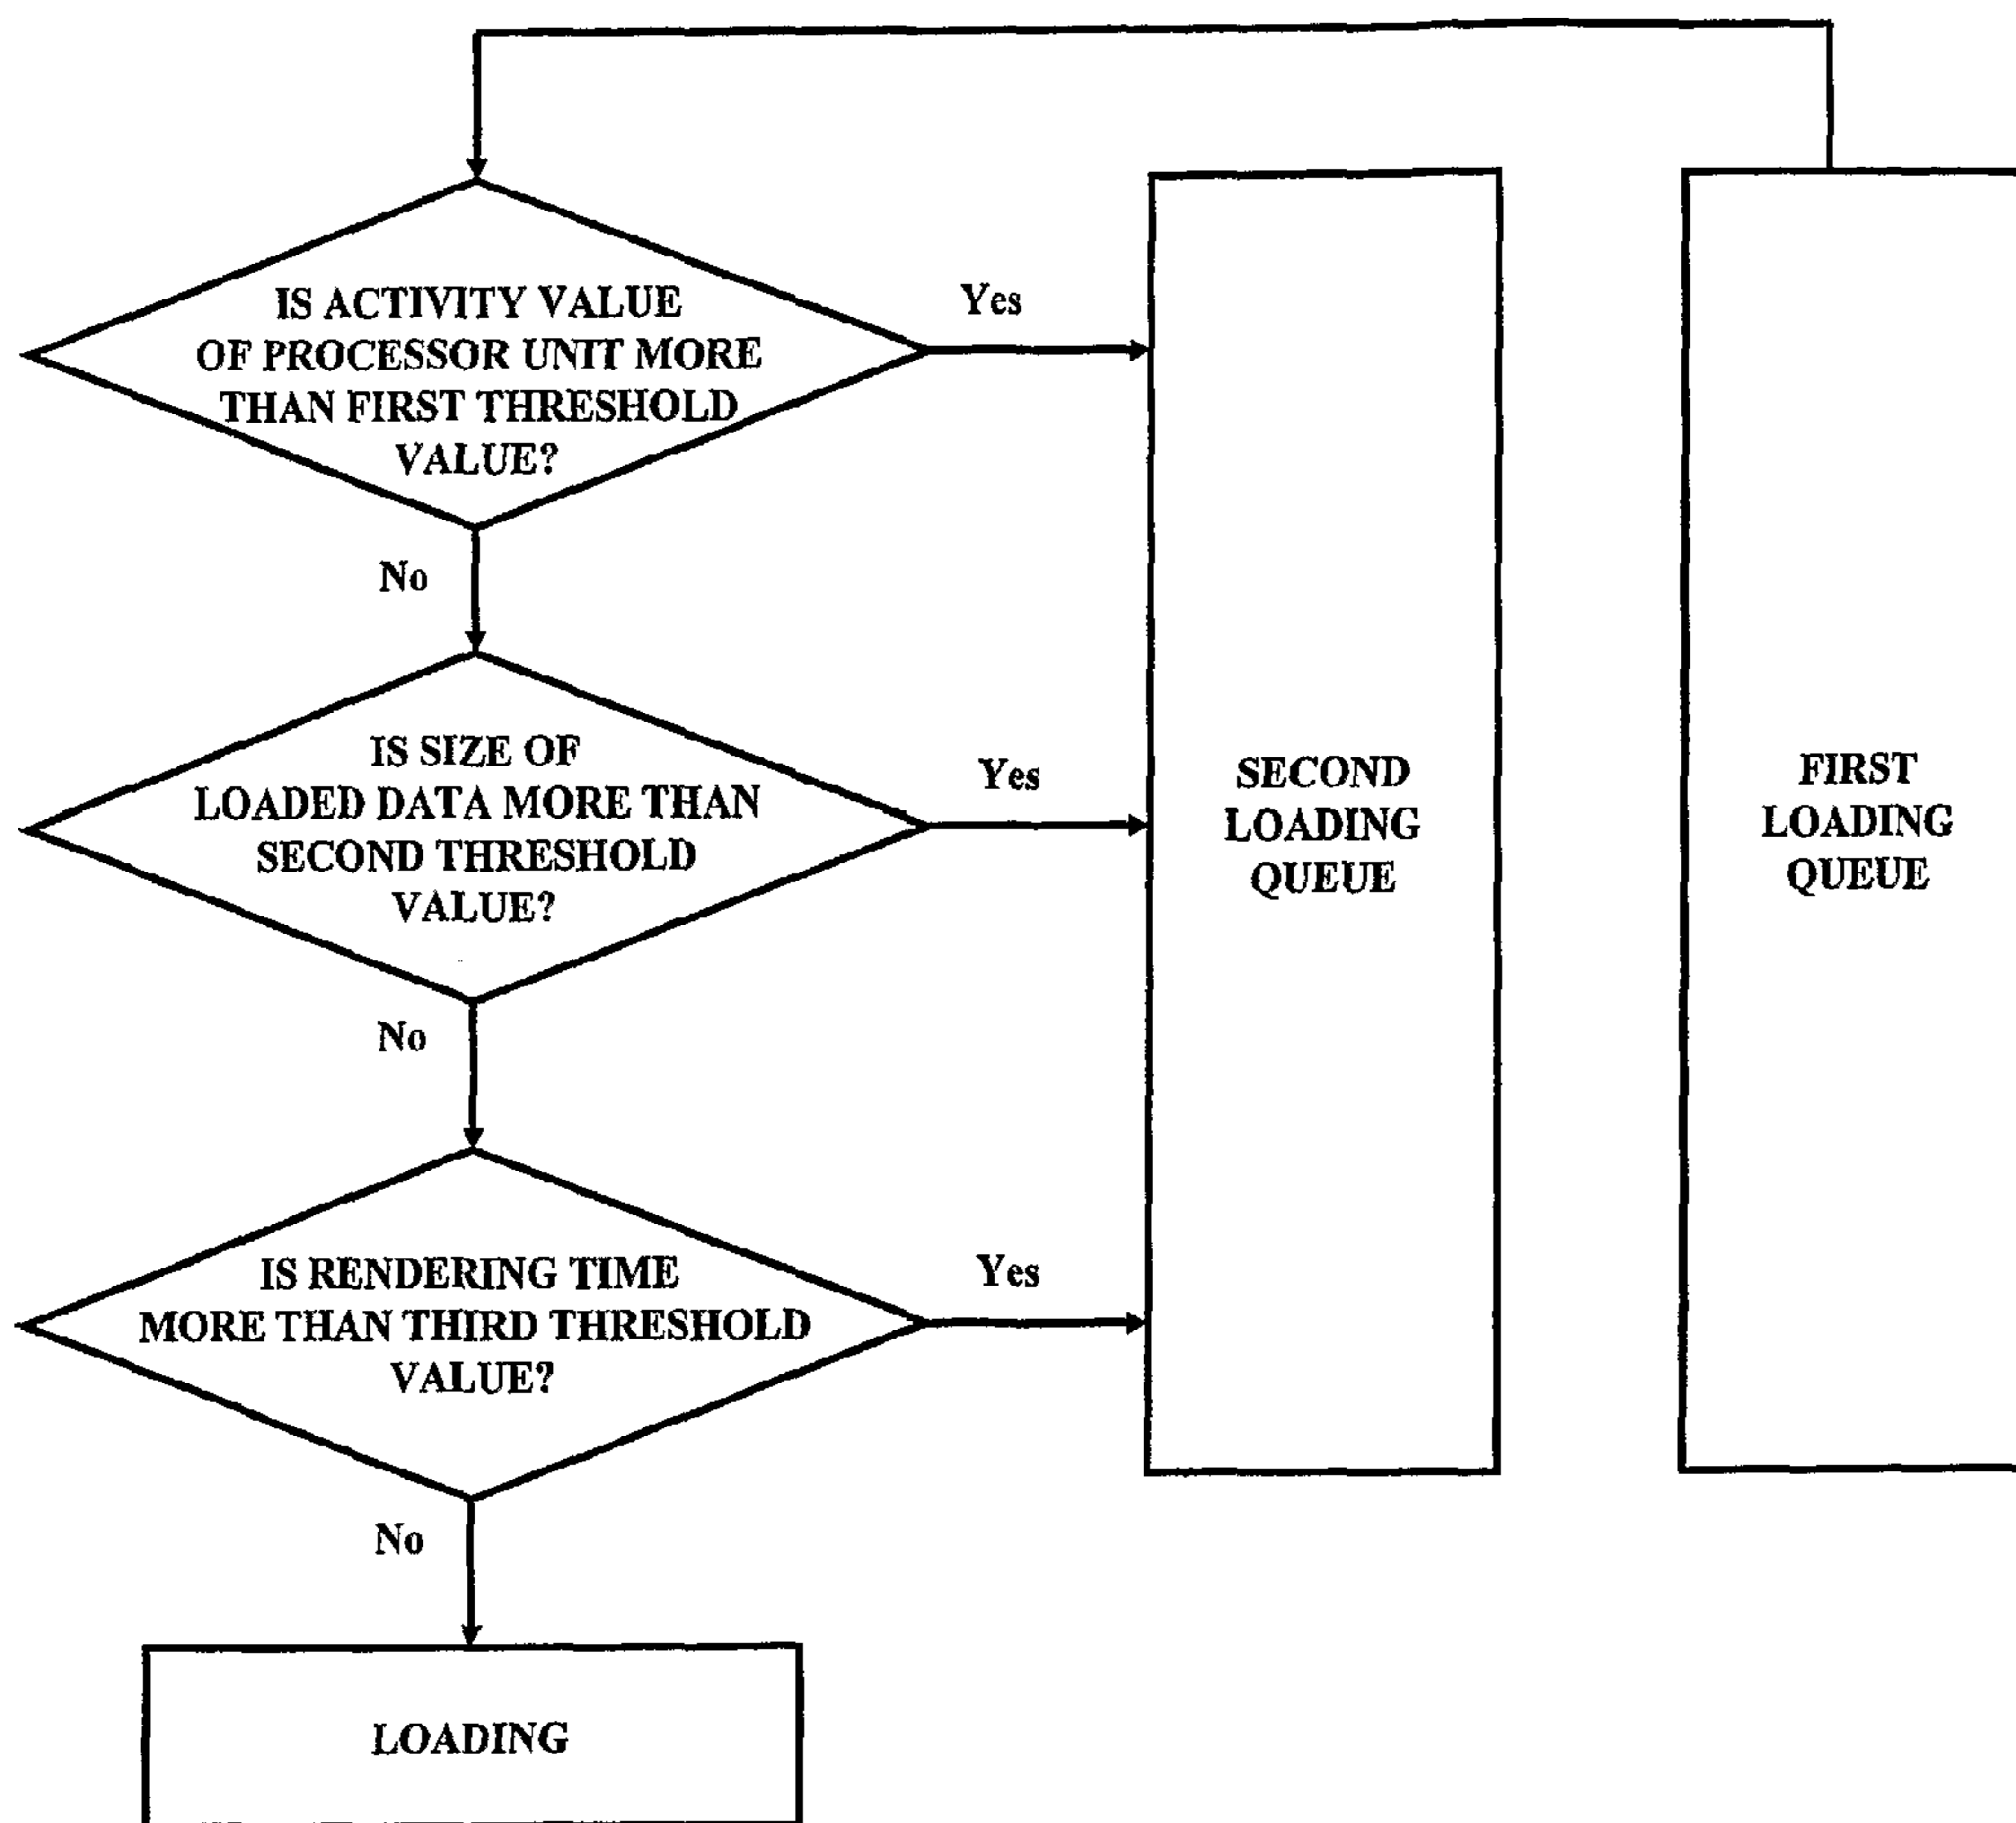 IS ACTIVITY VALUE
OF PROCESSOR UNIT MORE
THAN FIRST THRESHOLD
VALUE?
Yes
No
IS SIZE OF
LOADED DATA MORE THAN
SECOND THRESHOLD
VALUE?
Yes
No
IS RENDERING TIME
MORE THAN THIRD THRESHOLD
VALUE?
Yes
No
LOADING
SECOND
LOADING
QUEUE
FIRST
LOADING
QUEUE